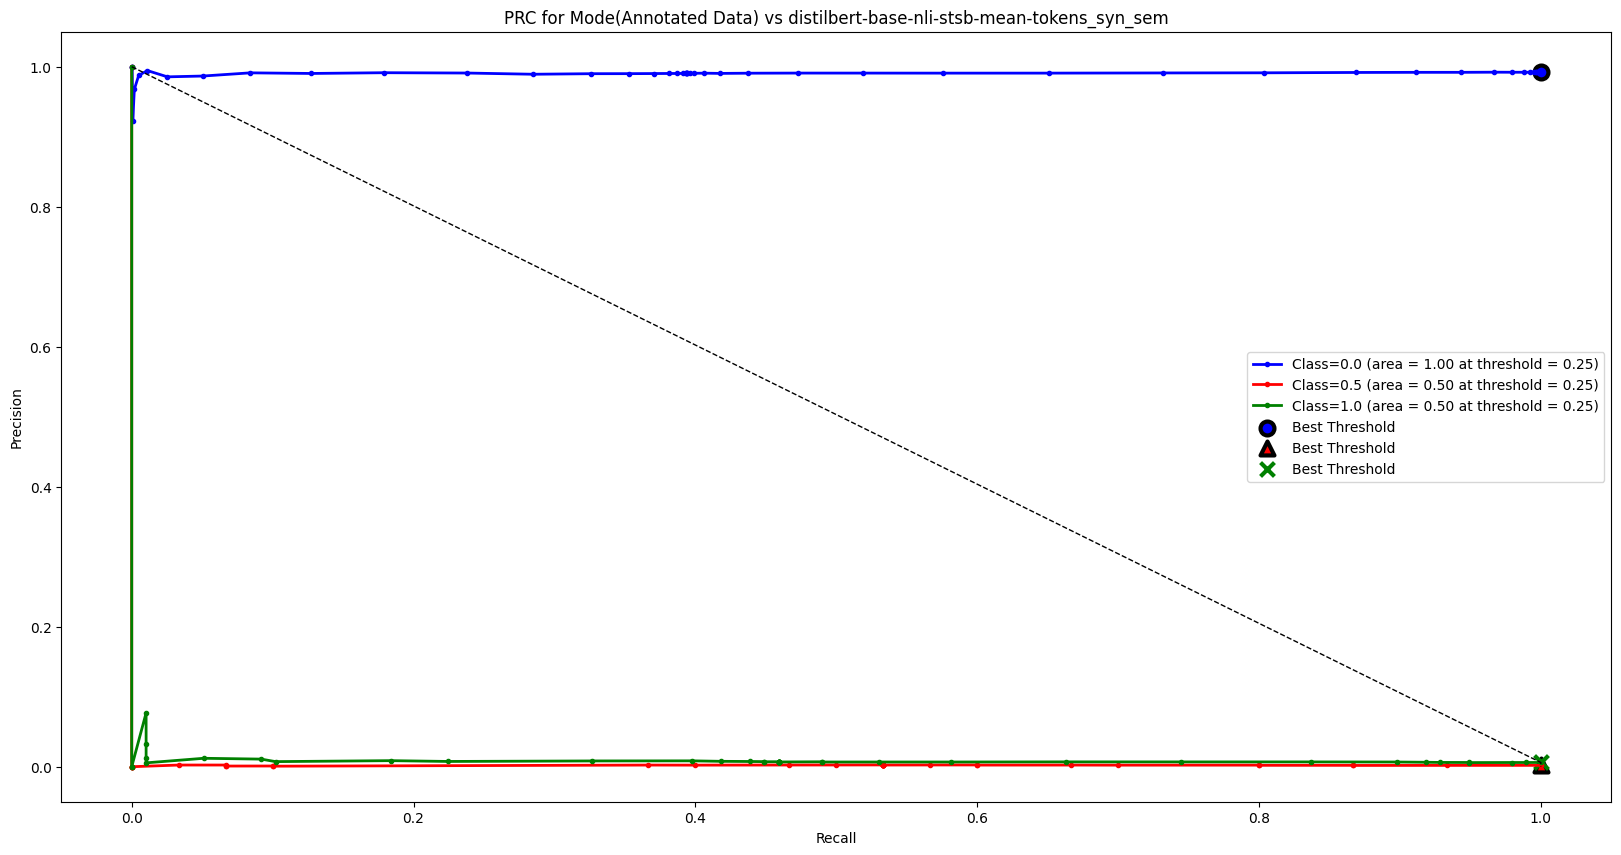 PRC for Mode(Annotated Data) vs distilbert-base-nli-stsb-mean-tokens_syn_sem
1.0
0.8
0.6
0.4
0.2
0.0
Precision
Class=0.0 (area = 1.00 at threshold = 0.25)
Class=0.5 (area = 0.50 at threshold = 0.25)
Class=1.0 (area = 0.50 at threshold = 0.25)
Best Threshold
Best Threshold
Best Threshold
0.0 0.2 0.4 0.6 0.8 1.0
Recall